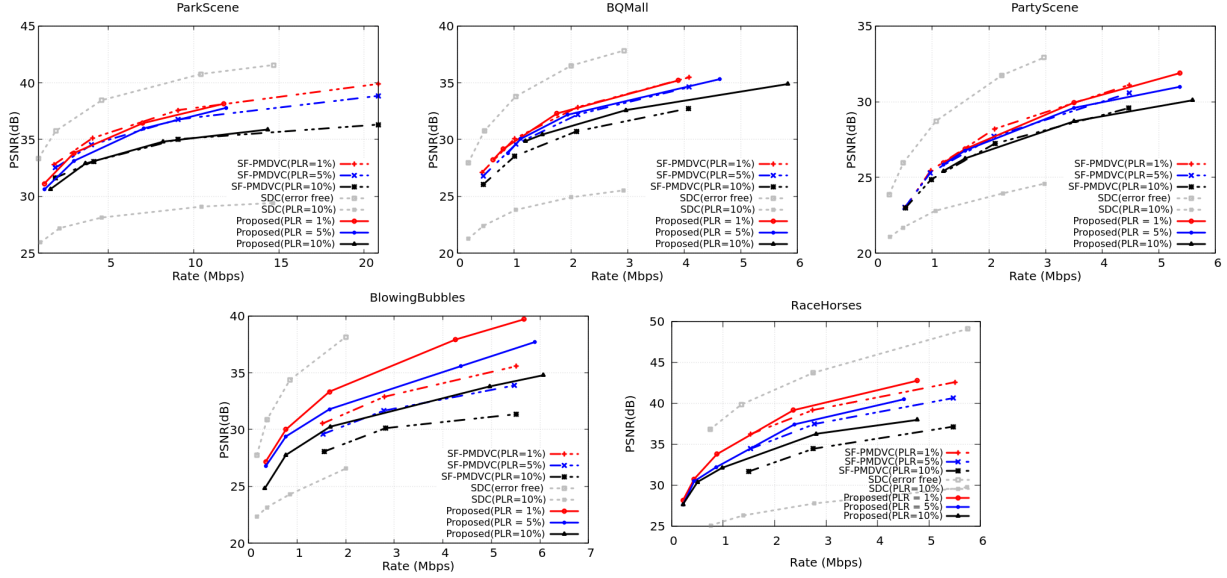 ParkScene
PSNR(dB)
45
40
35
30
25
5
10
15
20
Rate (Mbps)
SF-PMDVC(PLR=1%)
SF-PMDVC(PLR=5%)
SF-PMDVC(PLR=10%)
SDC(error free)
SDC(PLR=10%)
Proposed(PLR = 1%)
Proposed(PLR = 5%)
Proposed(PLR=10%)
BQMall
PSNR(dB)
40
35
30
25
20
0
1
2
3
4
5
6
Rate (Mbps)
SF-PMDVC(PLR=1%)
SF-PMDVC(PLR=5%)
SF-PMDVC(PLR=10%)
SDC(error free)
SDC(PLR=10%)
Proposed(PLR = 1%)
Proposed(PLR = 5%)
Proposed(PLR=10%)
PartyScene
PSNR(dB)
35
30
25
20
0
1
2
3
4
5
6
Rate (Mbps)
SF-PMDVC(PLR=1%)
SF-PMDVC(PLR=5%)
SF-PMDVC(PLR=10%)
SDC(error free)
SDC(PLR=10%)
Proposed(PLR = 1%)
Proposed(PLR = 5%)
Proposed(PLR=10%)
BlowingBubbles
PSNR(dB)
40
35
30
25
20
0
1
2
3
4
5
6
7
Rate (Mbps)
SF-PMDVC(PLR=1%)
SF-PMDVC(PLR=5%)
SF-PMDVC(PLR=10%)
SDC(error free)
SDC(PLR=10%)
Proposed(PLR = 1%)
Proposed(PLR = 5%)
Proposed(PLR=10%)
RaceHorses
PSNR(dB)
50
45
40
35
30
25
0
1
2
3
4
5
6
Rate (Mbps)
SF-PMDVC(PLR=1%)
SF-PMDVC(PLR=5%)
SF-PMDVC(PLR=10%)
SDC(error free)
SDC(PLR=10%)
Proposed(PLR = 1%)
Proposed(PLR = 5%)
Proposed(PLR=10%)